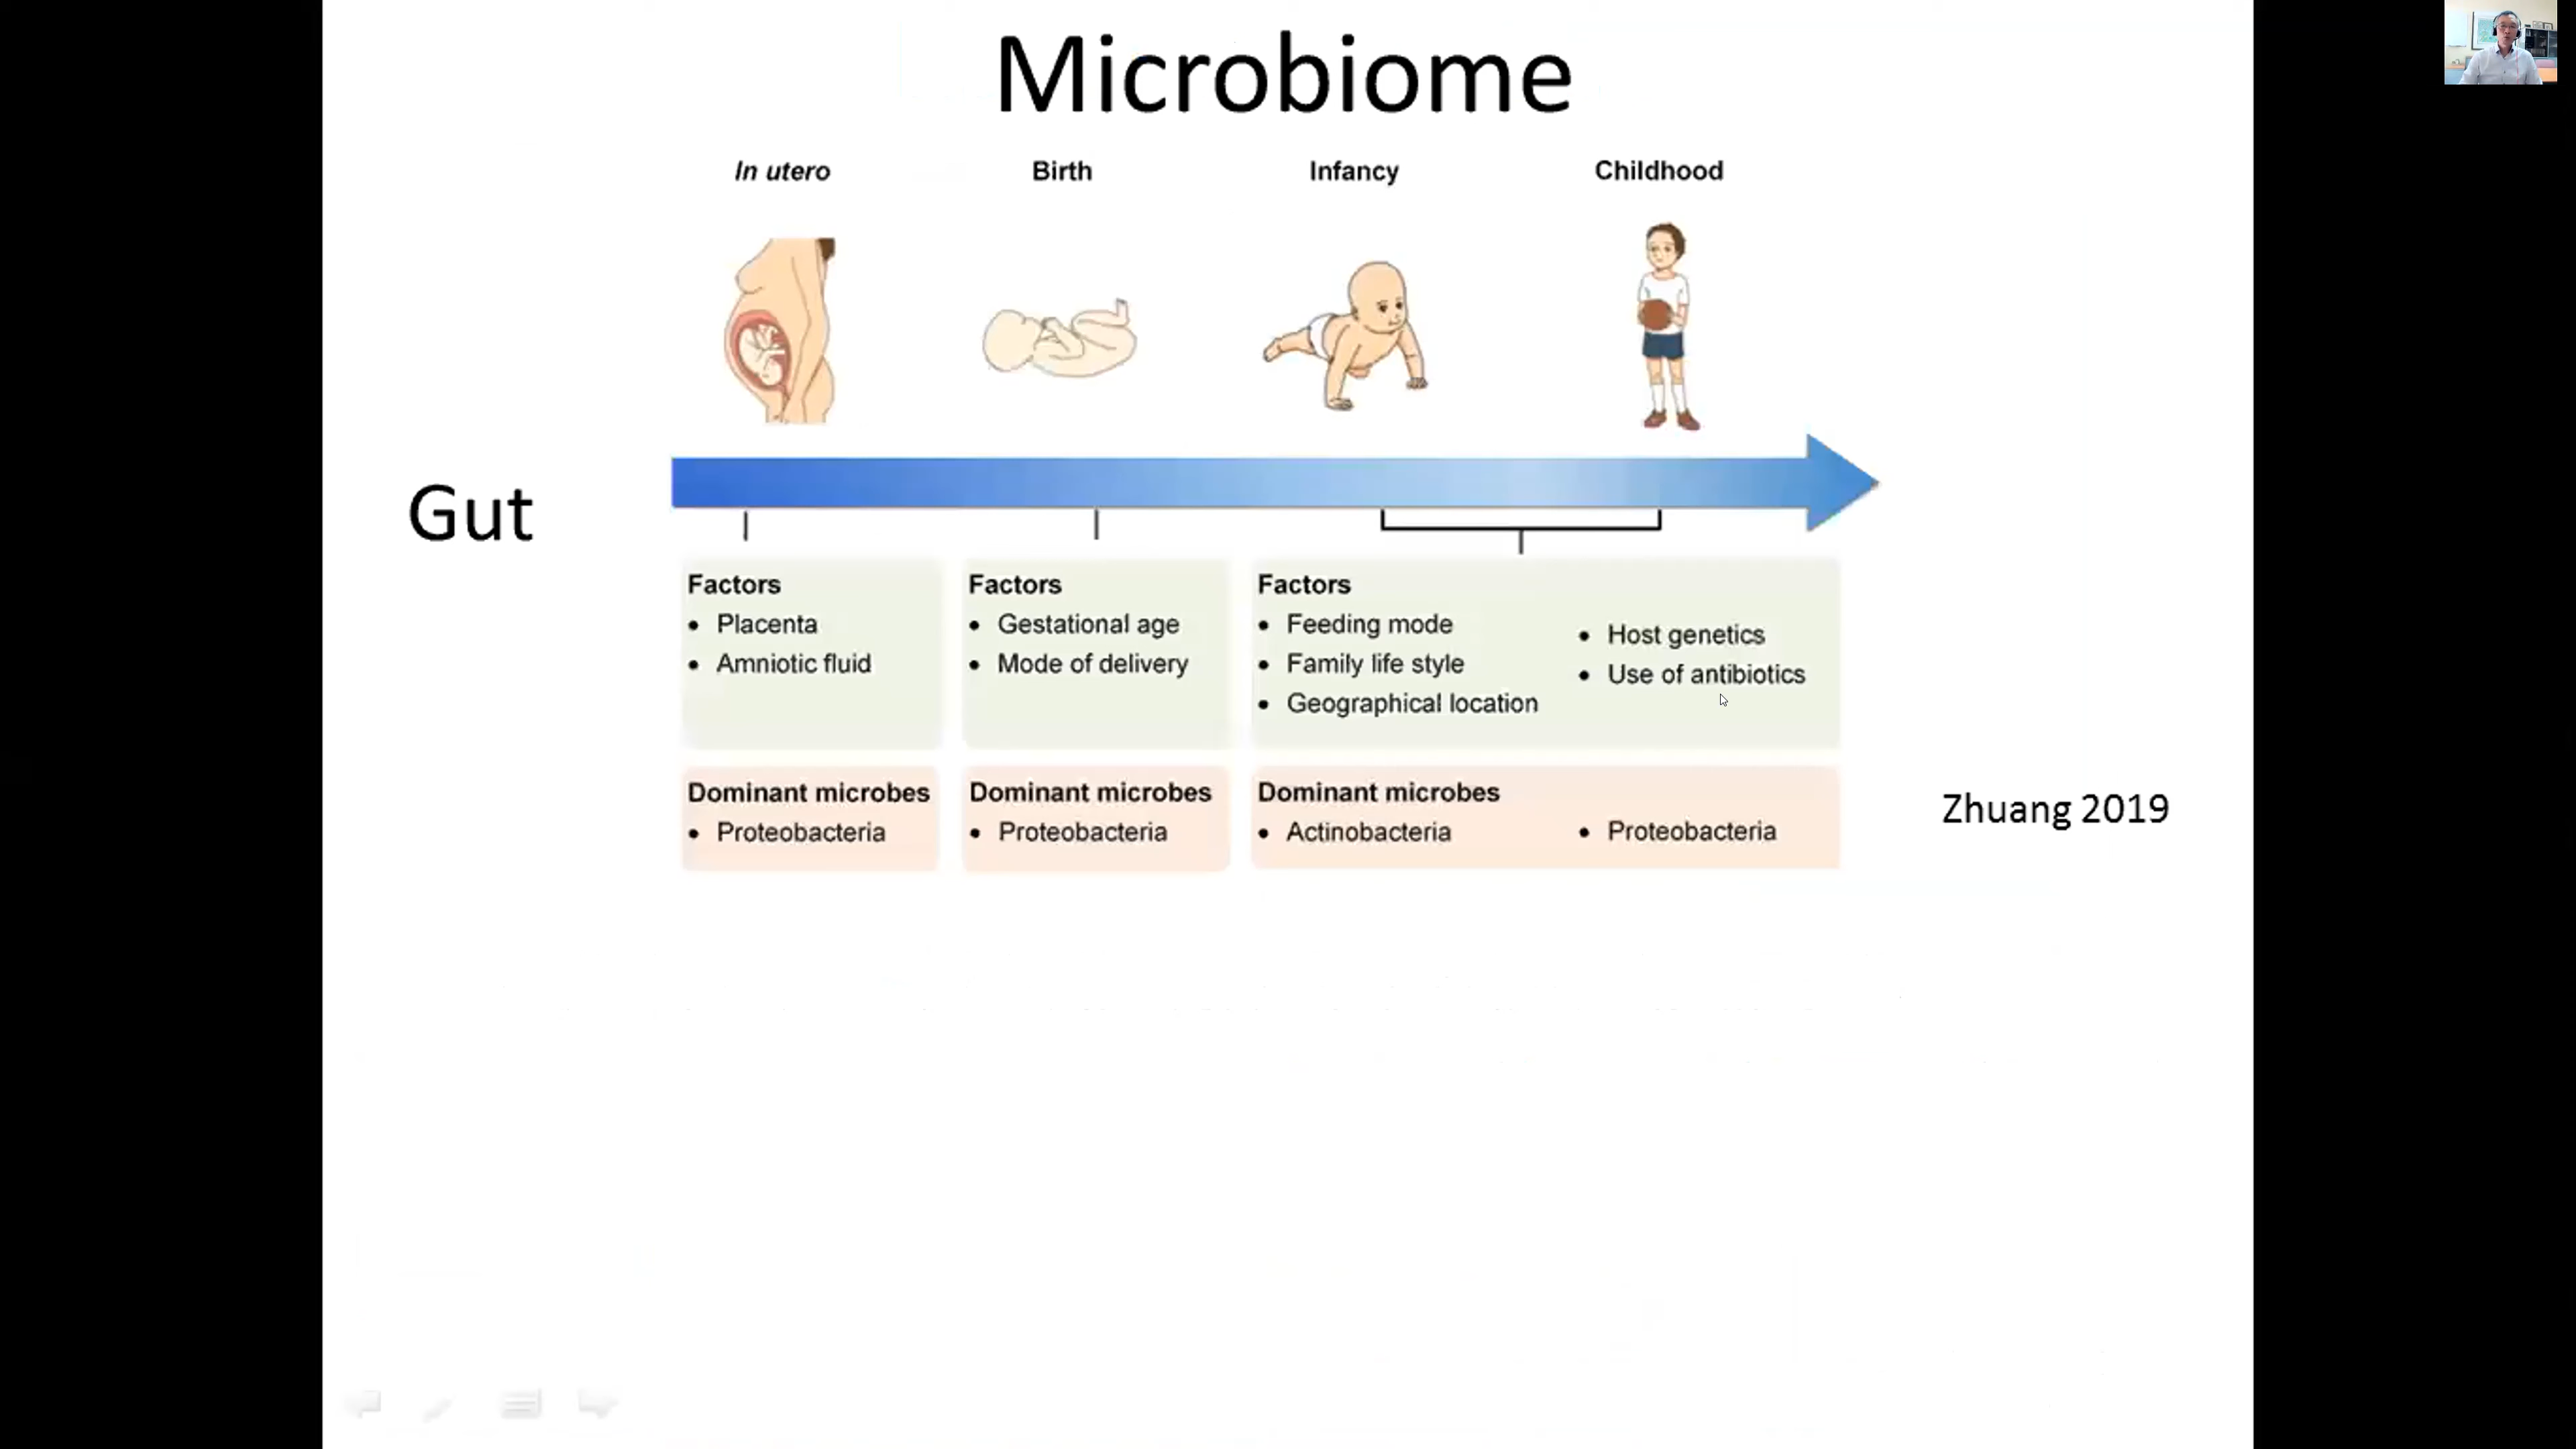 Microbiome
In utero
Birth
Infancy
Childhood
Gut
Factors
• Placenta
• Amniotic fluid
Factors
• Gestational age
• Mode of delivery
Factors
• Feeding mode
• Family life style
• Geographical location
• Host genetics
• Use of antibiotics
Dominant microbes
• Proteobacteria
Dominant microbes
• Proteobacteria
Dominant microbes
• Actinobacteria
• Proteobacteria
Zhuang 2019